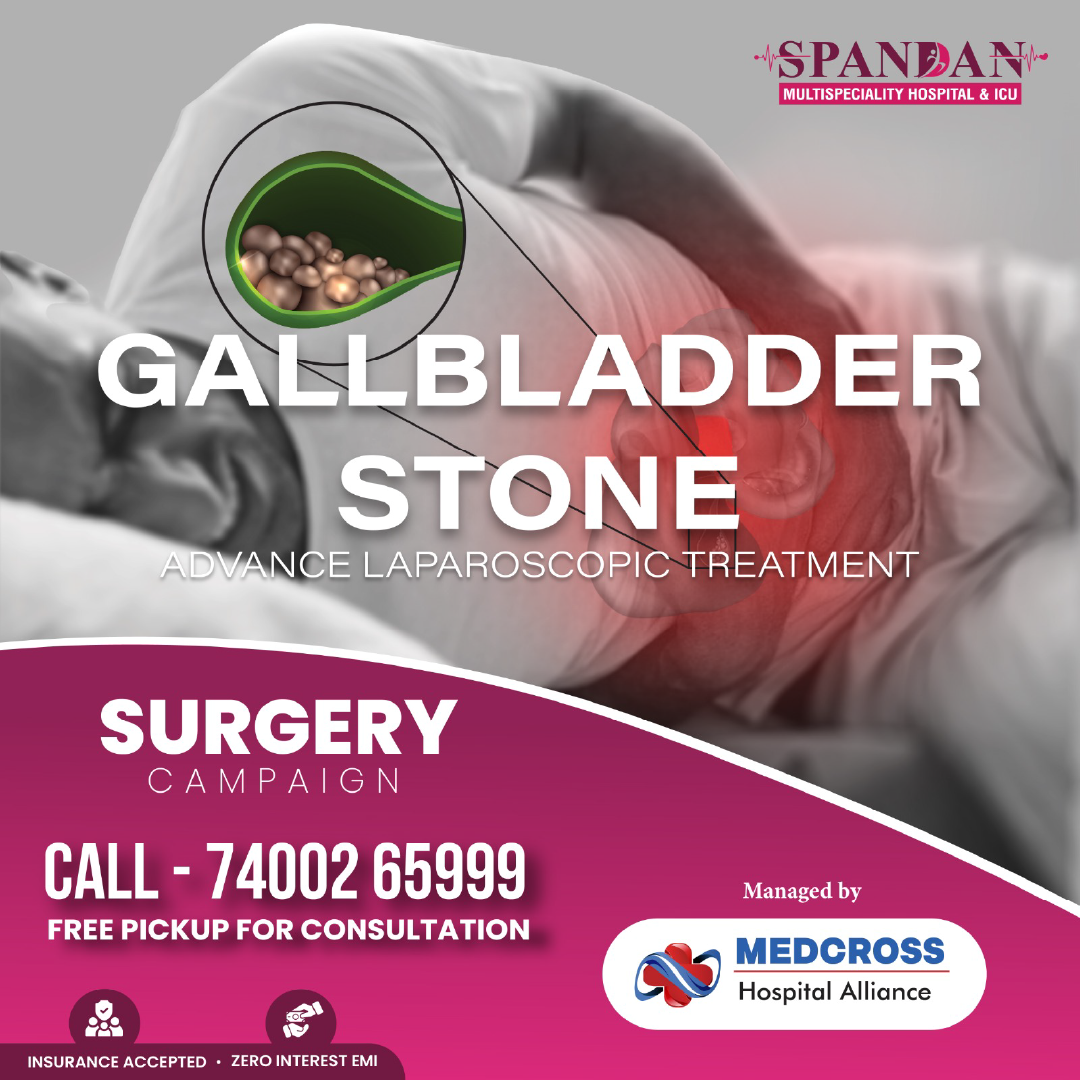 SPANDAN
MULTISPECIALITY HOSPITAL & ICU
GALLBLADDER
STONE
ADVANCE LAPAROSCOPIC TREATMENT
SURGERY
CAMPAIGN
CALL - 74002 65999
FREE PICKUP FOR CONSULTATION
Managed by
MEDCROSS
Hospital Alliance
INSURANCE ACCEPTED • ZERO INTEREST EMI